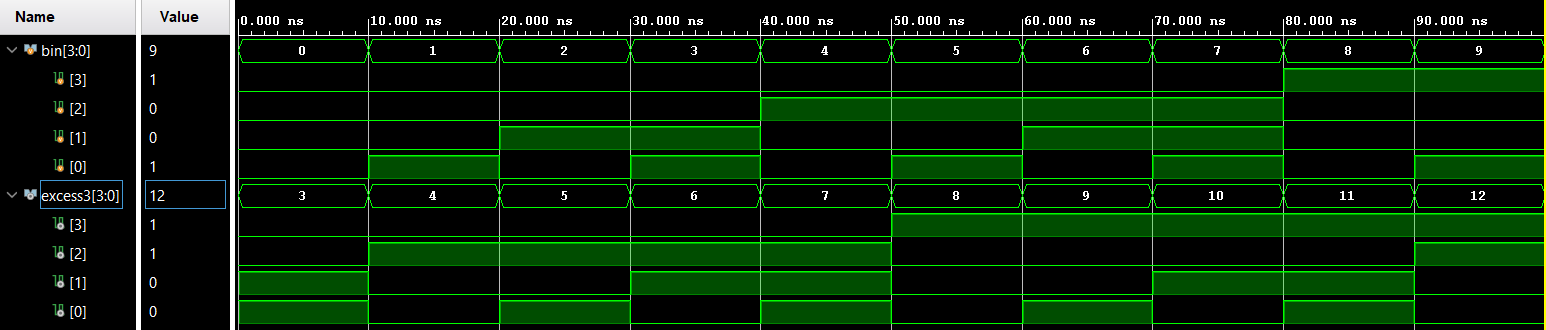 Name Value 0.000 ns 10.000 ns 20.000 ns 30.000 ns 40.000 ns 50.000 ns 60.000 ns 70.000 ns 80.000 ns 90.000 ns
bin[3:0] 9 0 1 2 3 4 5 6 7 8 9
[3] 1
[2] 0
[1] 0
[0] 1
excess3[3:0] 12 3 4 5 6 7 8 9 10 11 12
[3] 1
[2] 1
[1] 0
[0] 0